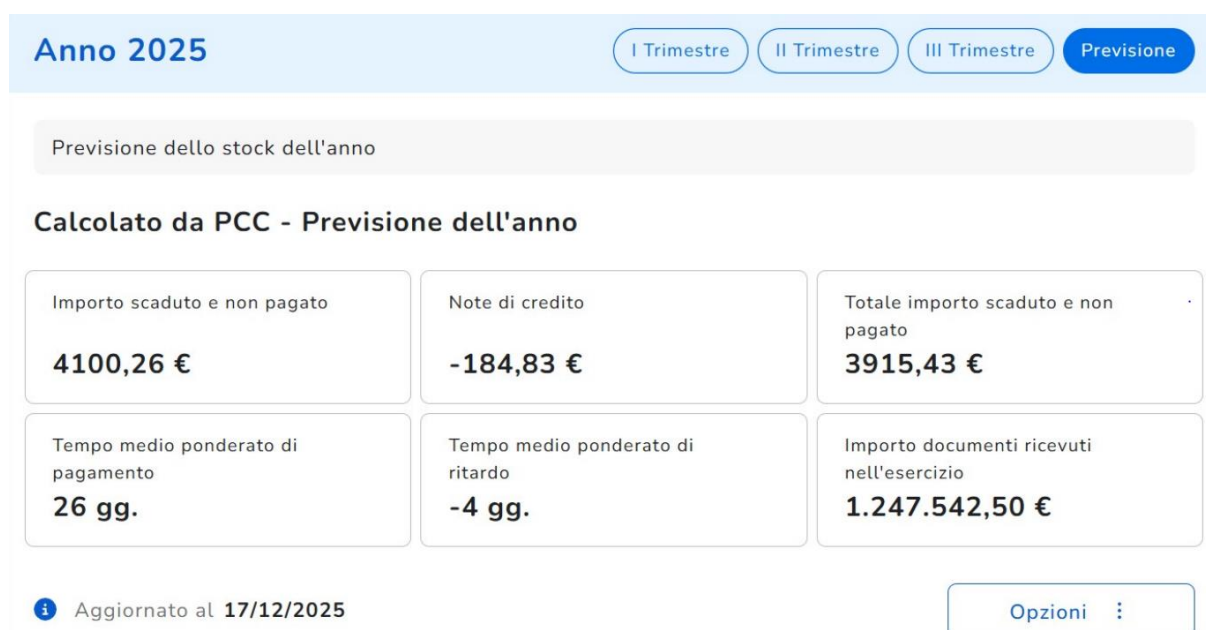 Anno 2025
I Trimestre
II Trimestre
III Trimestre
Previsione
Previsione dello stock dell'anno
Calcolato da PCC - Previsione dell'anno
Importo scaduto e non pagato
4100,26 €
Note di credito
-184,83 €
Totale importo scaduto e non
pagato
3915,43 €
Tempo medio ponderato di
pagamento
26 gg.
Tempo medio ponderato di
ritardo
-4 gg.
Importo documenti ricevuti
nell'esercizio
1.247.542,50 €
Aggiornato al 17/12/2025
Opzioni